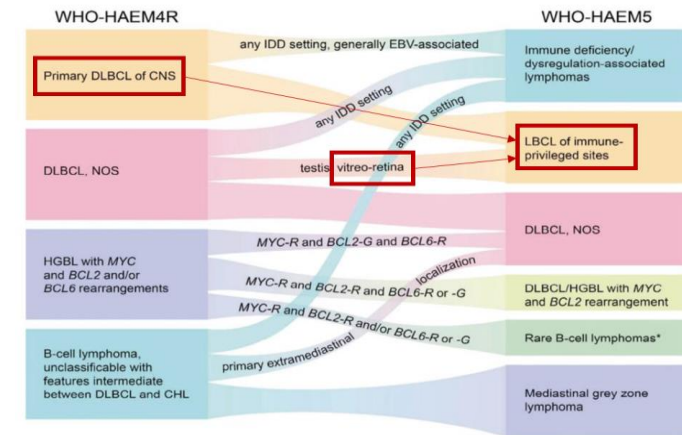 WHO-HAEM4R
WHO-HAEM5
any IDD setting, generally EBV-associated
Primary DLBCL of CNS
Immune deficiency/
dysregulation-associated
lymphomas
any IDD setting
any IDD setting
LBCL of immune-
privileged sites
DLBCL, NOS
testis vitreo-retina
DLBCL, NOS
MYC-R and BCL2-G and BCL6-R
HGBL with MYC
and BCL2 and/or
BCL6 rearrangements
MYC-R and BCL2-R and BCL6-R or -G
DLBCL/HGBL with MYC
and BCL2 rearrangement
MYC-R and BCL2-R and/or BCL6-R or -G
Rare B-cell lymphomas*
B-cell lymphoma,
unclassifiable with
features intermediate
between DLBCL and CHL
primary extramediastinal localization
Mediastinal grey zone
lymphoma